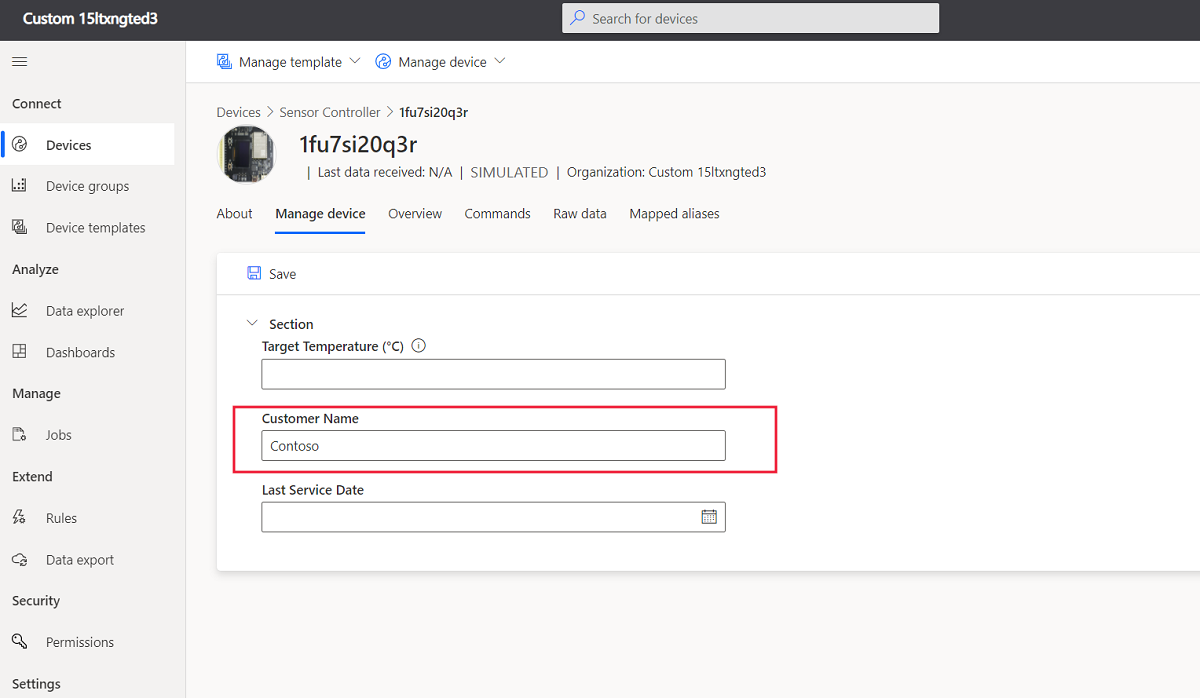 Custom 15ltxngted3
Search for devices
Manage template
Manage device
Connect
Devices
Device groups
Device templates
Analyze
Data explorer
Dashboards
Manage
Jobs
Extend
Rules
Data export
Security
Permissions
Settings
Devices > Sensor Controller > 1fu7si20q3r
1fu7si20q3r
| Last data received: N/A | SIMULATED | Organization: Custom 15ltxngted3
About Manage device Overview Commands Raw data Mapped aliases
Save
Section
Target Temperature (°C)
Customer Name
Contoso
Last Service Date